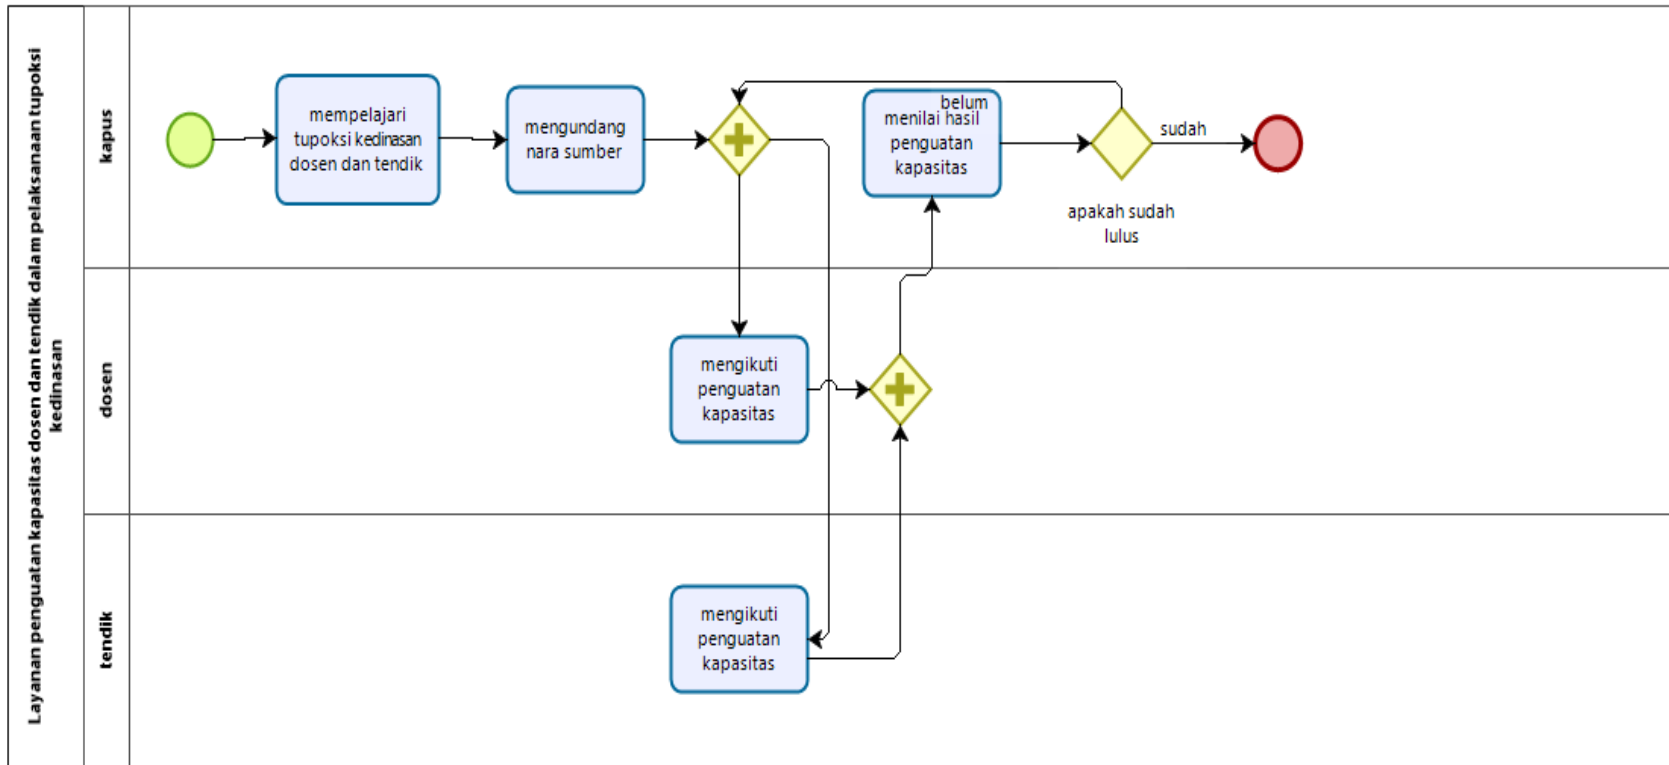 Layanan penguatan kapasitas dosen dan tendik dalam pelaksanaan tupoksi
kedinasan
kapus
mempelajari
tupoksi kedinasan
dosen dan tendik
mengundang
nara sumber
belum
menilai hasil
penguatan
kapasitas
sudah
apakah sudah
lulus
dosen
mengikuti
penguatan
kapasitas
tendik
mengikuti
penguatan
kapasitas